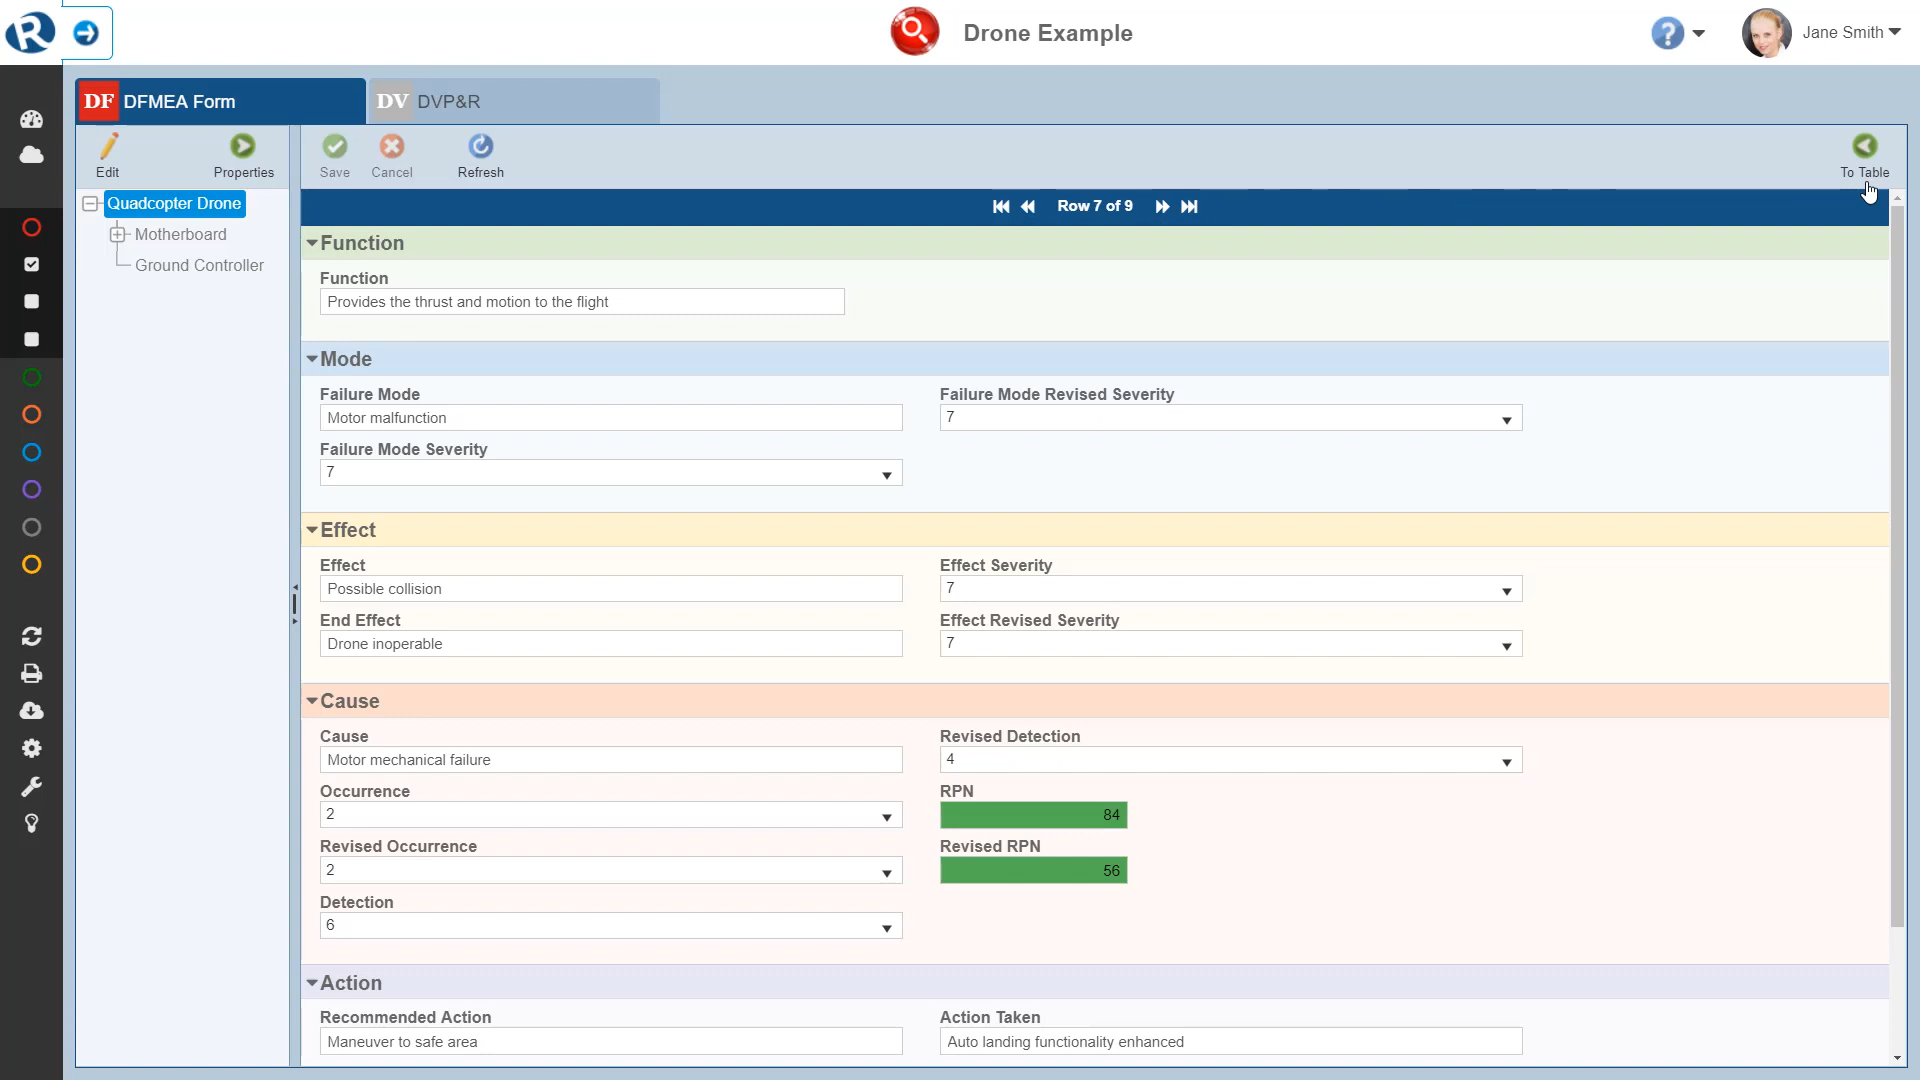 R
Drone Example
?
Jane Smith
DF DFMEA Form
DV DVP&R
Edit
Properties
Save
Cancel
Refresh
To Table
Quadcopter Drone
Motherboard
Ground Controller
Row 7 of 9
Function
Function
Provides the thrust and motion to the flight
Mode
Failure Mode
Motor malfunction
Failure Mode Revised Severity
7
Failure Mode Severity
7
Effect
Effect
Possible collision
Effect Severity
7
End Effect
Drone inoperable
Effect Revised Severity
7
Cause
Cause
Motor mechanical failure
Revised Detection
4
Occurrence
2
RPN
84
Revised Occurrence
2
Revised RPN
56
Detection
6
Action
Recommended Action
Maneuver to safe area
Action Taken
Auto landing functionality enhanced